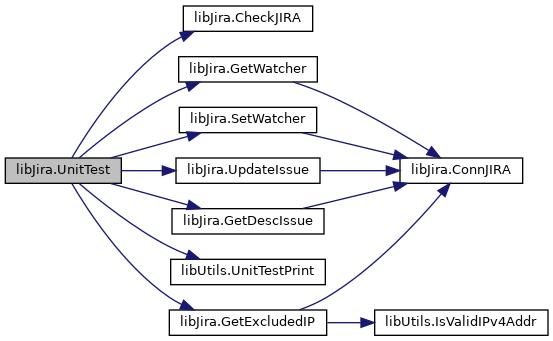 libJira.CheckJIRA
libJira.GetWatcher
libJira.SetWatcher
libJira.UnitTest
libJira.UpdateIssue
libJira.ConnJIRA
libJira.GetDescIssue
libUtils.UnitTestPrint
libJira.GetExcludedIP
libUtils.IsValidIPv4Addr